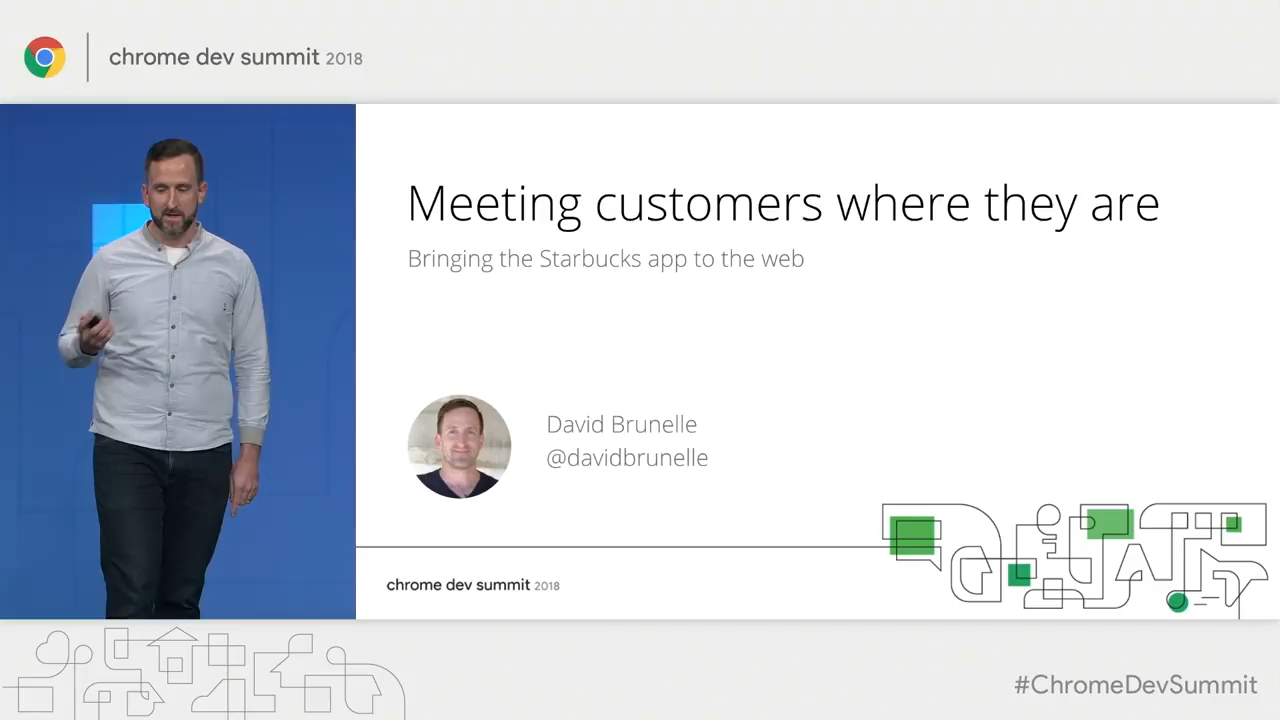 chrome dev summit 2018
Meeting customers where they are
Bringing the Starbucks app to the web
David Brunelle
@davidbrunelle
chrome dev summit 2018
#ChromeDevSummit